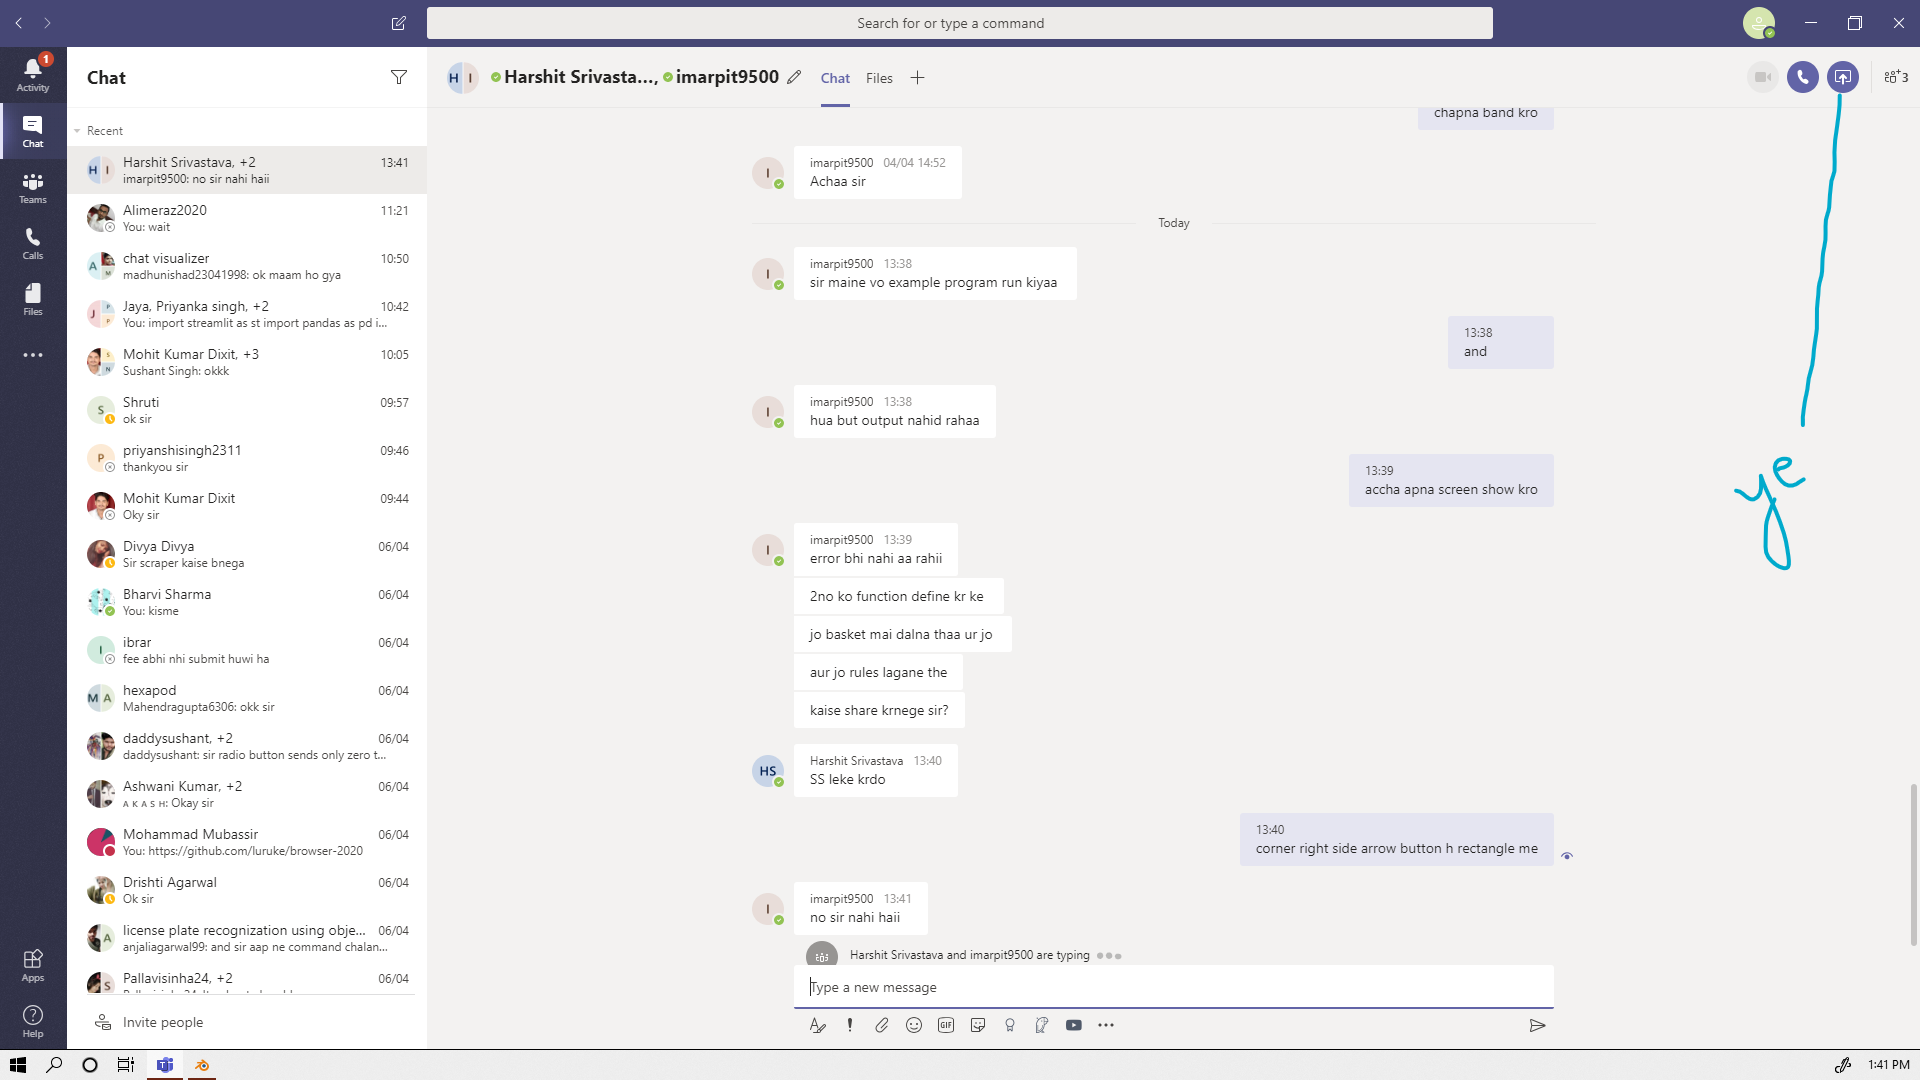 Search for or type a command
1
Activity
Chat
Teams
Calls
Files
Apps
Help
Chat
Recent
H I
Harshit Srivastava, +2 13:41
imarpit9500: no sir nahi haii
Alimeraz2020 11:21
You: wait
A M
chat visualizer 10:50
madhunishad23041998: ok maam ho gya
J P P
Jaya, Priyanka singh, +2 10:42
You: import streamlit as st import pandas as pd i...
S N
Mohit Kumar Dixit, +3 10:05
Sushant Singh: okkk
S
Shruti 09:57
ok sir
P
priyanshisingh2311 09:46
thankyou sir
Mohit Kumar Dixit 09:44
Oky sir
Divya Divya 06/04
Sir scraper kaise bnega
Bharvi Sharma 06/04
You: kisme
I
ibrar 06/04
fee abhi nhi submit huwi ha
M A
hexapod 06/04
Mahendragupta6306: okk sir
daddysushant, +2 06/04
daddysushant: sir radio button sends only zero t...
Ashwani Kumar, +2 06/04
ᴀ ᴋ ᴀ s ʜ: Okay sir
Mohammad Mubassir 06/04
You: https://github.com/luruke/browser-2020
Drishti Agarwal 06/04
Ok sir
A
license plate recognition using obje... 06/04
anjaliagarwal99: and sir aap ne command chalan...
S
Pallavisinha24, +2 06/04
Invite people
H I
Harshit Srivasta..., imarpit9500
Chat Files
3
chapna band kro
I
imarpit9500 04/04 14:52
Achaa sir
Today
I
imarpit9500 13:38
sir maine vo example program run kiyaa
13:38
and
I
imarpit9500 13:38
hua but output nahid rahaa
13:39
accha apna screen show kro
ye
I
imarpit9500 13:39
error bhi nahi aa rahii
2no ko function define kr ke
jo basket mai dalna thaa ur jo
aur jo rules lagane the
kaise share krnege sir?
HS
Harshit Srivastava 13:40
SS leke krdo
13:40
corner right side arrow button h rectangle me
I
imarpit9500 13:41
no sir nahi haii
Harshit Srivastava and imarpit9500 are typing
Type a new message
GIF
1:41 PM